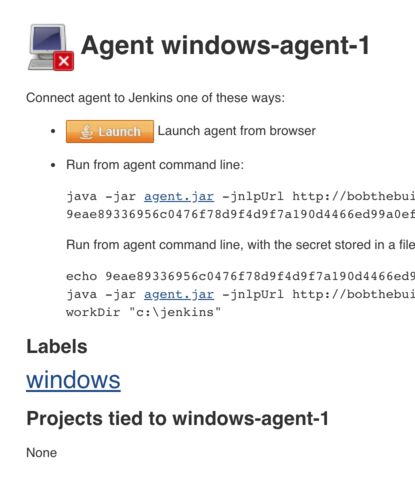 Agent windows-agent-1
Connect agent to Jenkins one of these ways:
Launch Launch agent from browser
Run from agent command line:
java -jar agent.jar -jnlpUrl http://bobthebui
9eae89336956c0476f78d9f4d9f7a190d4466ed99a0ef
Run from agent command line, with the secret stored in a file
echo 9eae89336956c0476f78d9f4d9f7a190d4466ed9
java -jar agent.jar -jnlpUrl http://bobthebui
workDir "c:\jenkins"
Labels
windows
Projects tied to windows-agent-1
None